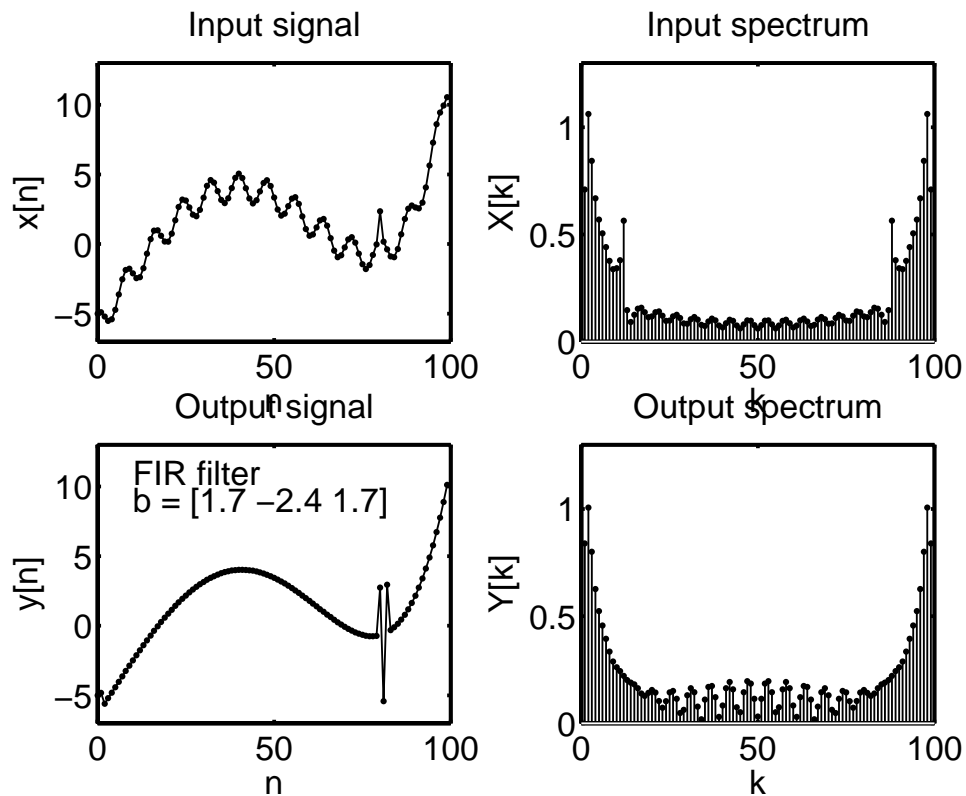 Input signal
x[n]
10
5
0
−5
0
50
100
n
Input spectrum
X[k]
1
0.5
0
0
50
100
k
Output signal
y[n]
10
5
0
−5
FIR filter
b = [1.7 −2.4 1.7]
0
50
100
n
Output spectrum
Y[k]
1
0.5
0
0
50
100
k